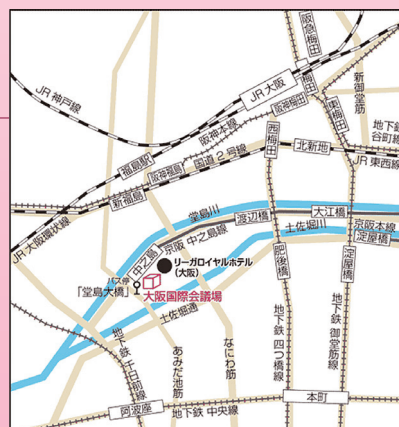 阪急梅田
JR 大阪
JR 神戸線
阪神梅田
梅田
東梅田
新御堂筋
地下鉄
谷町線
阪神本線
西梅田
福島駅
阪神福島
国道2号線
北新地
JR 東西線
新福島
JR 大阪環状線
堂島川
渡辺橋
大江橋
土佐堀川
京阪本線
淀屋橋
京阪 中之島線
中之島
リーガロイヤルホテル
(大阪)
肥後橋
淀屋橋
バス停
「堂島大橋」
大阪国際会議場
土佐堀通
地下鉄 千日前線
あみだ池筋
なにわ筋
地下鉄 四つ橋線
地下鉄 御堂筋線
阿波座
地下鉄 中央線
本町